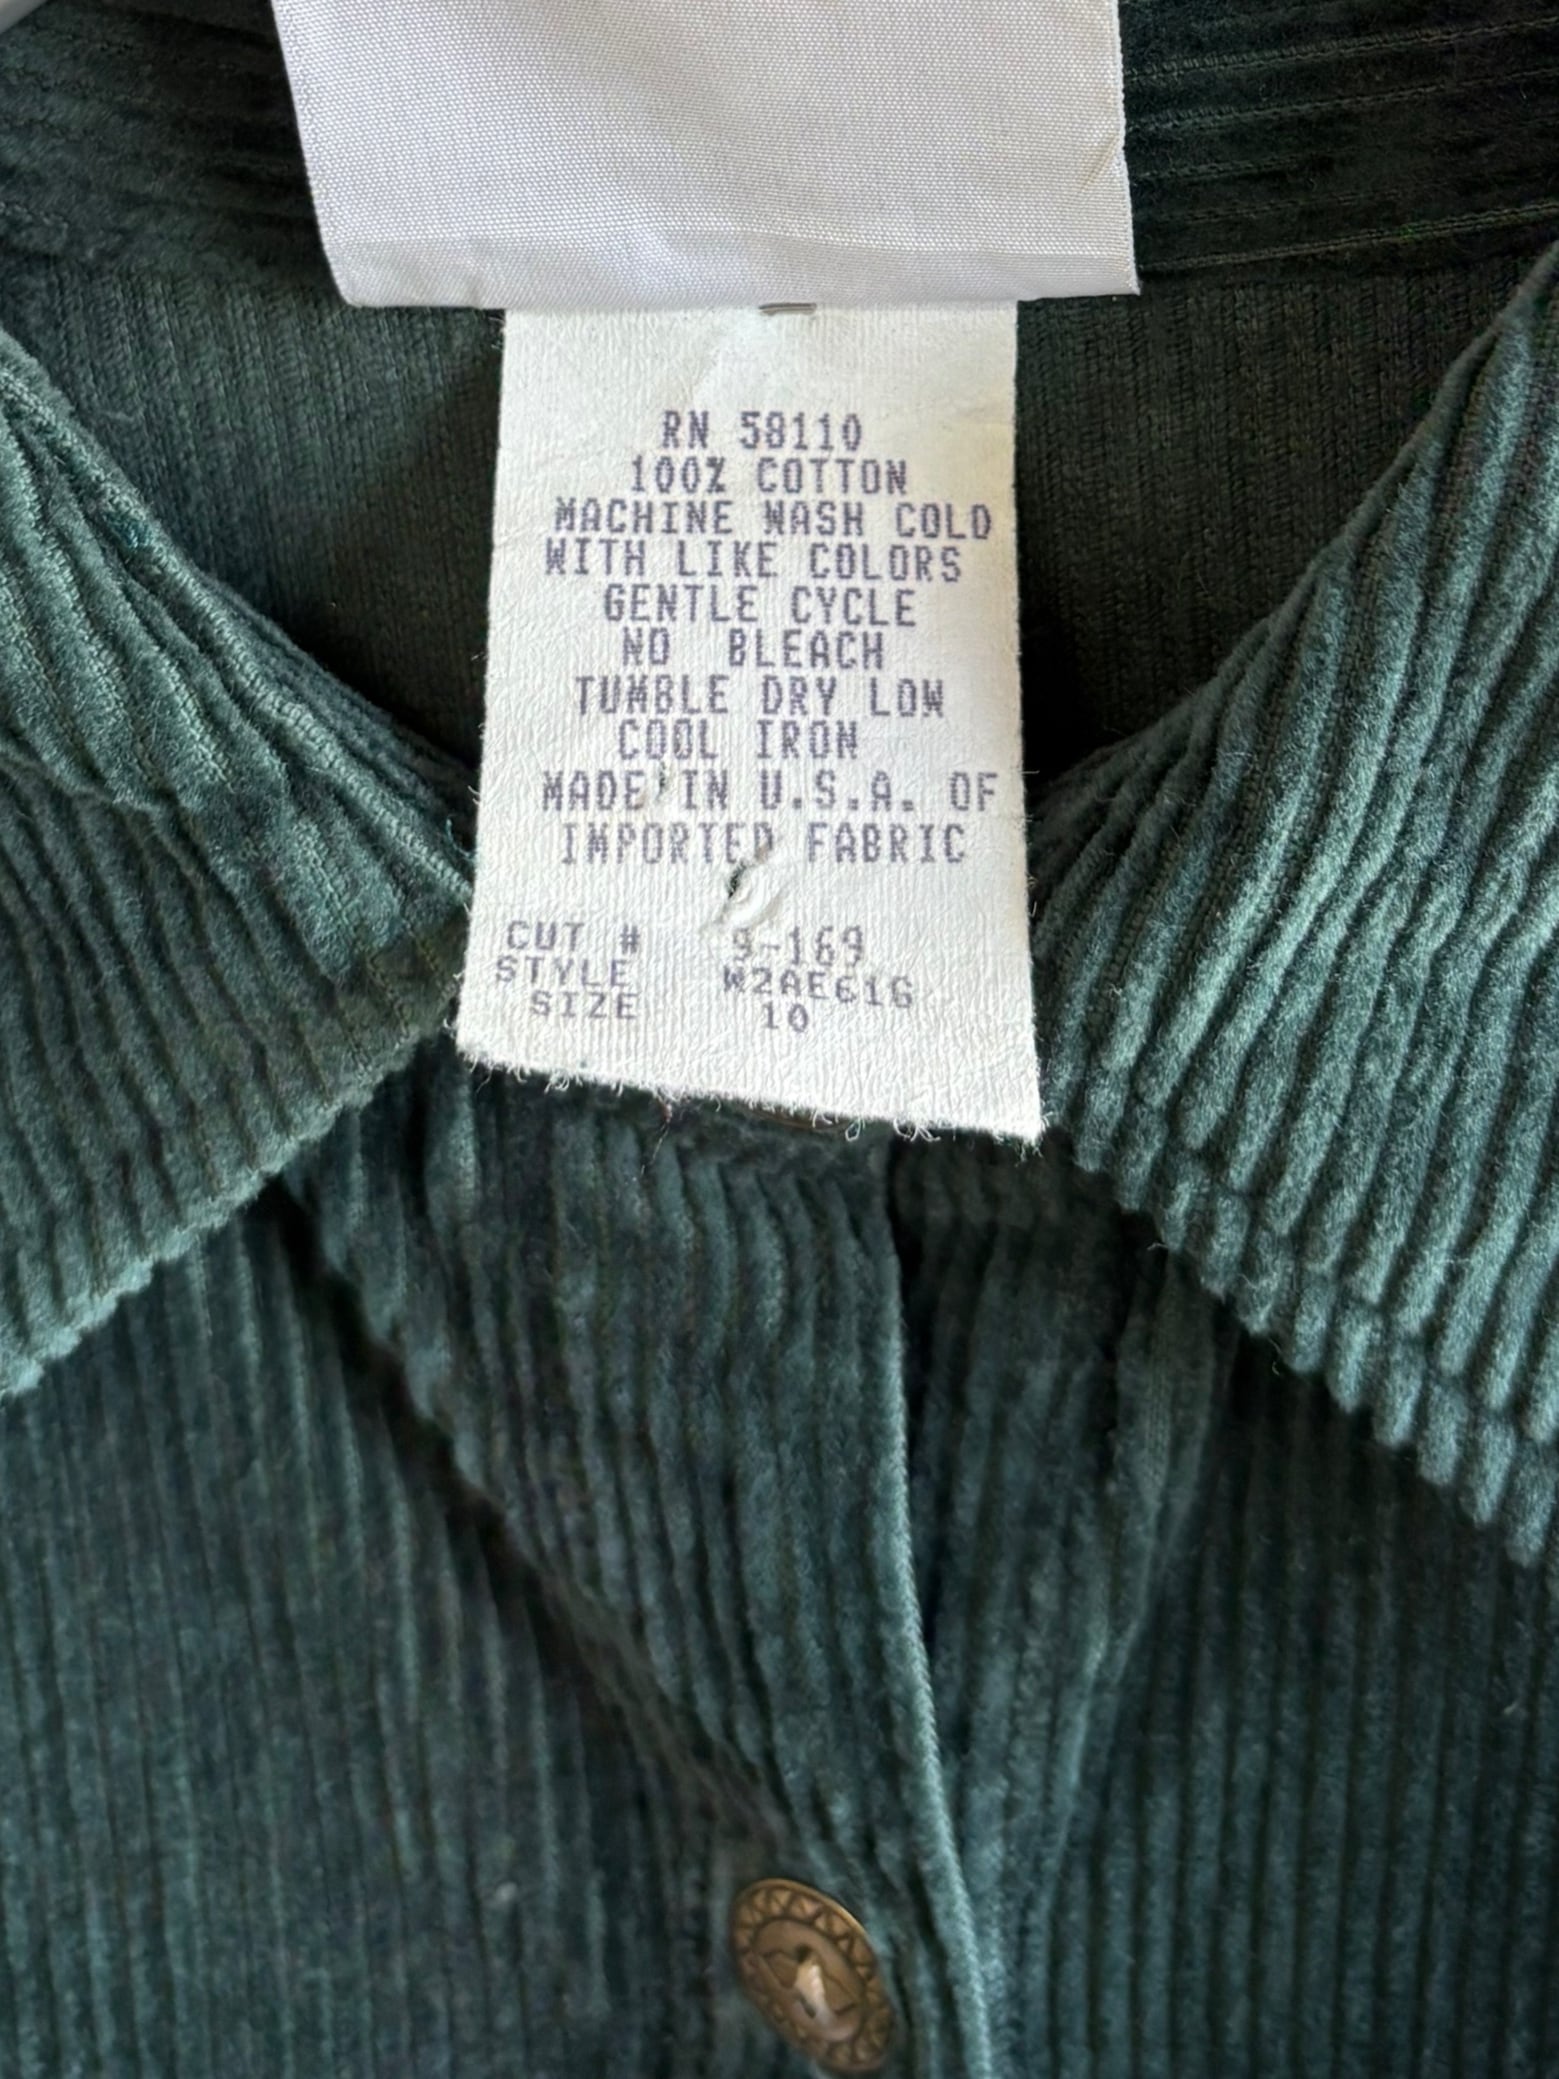 RN 58110
100% COTTON
MACHINE WASH COLD
WITH LIKE COLORS
GENTLE CYCLE
NO BLEACH
TUMBLE DRY LOW
COOL IRON
MADE IN U.S.A. OF
IMPORTED FABRIC
CUT # 9-169
STYLE W2AE616
SIZE 10